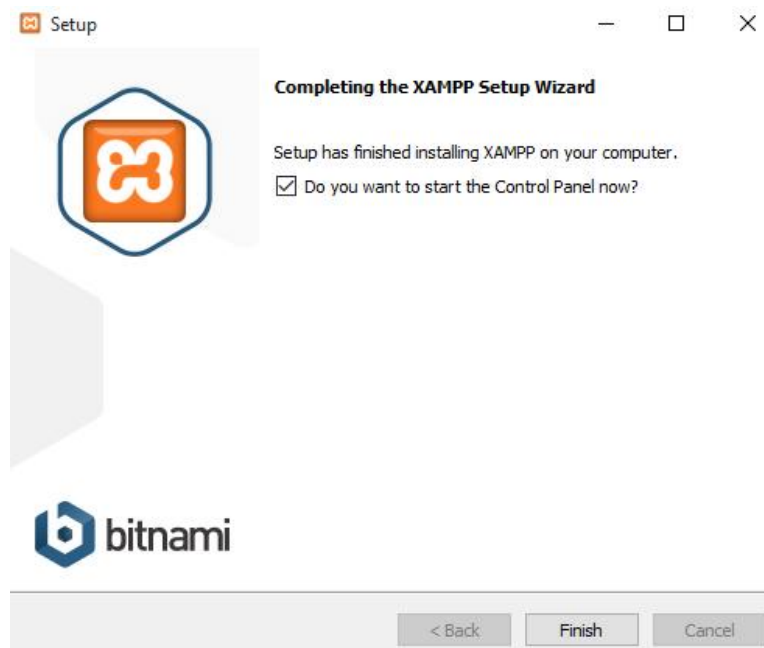 Setup
Completing the XAMPP Setup Wizard
Setup has finished installing XAMPP on your computer.
Do you want to start the Control Panel now?
bitnami
< Back
Finish
Cancel